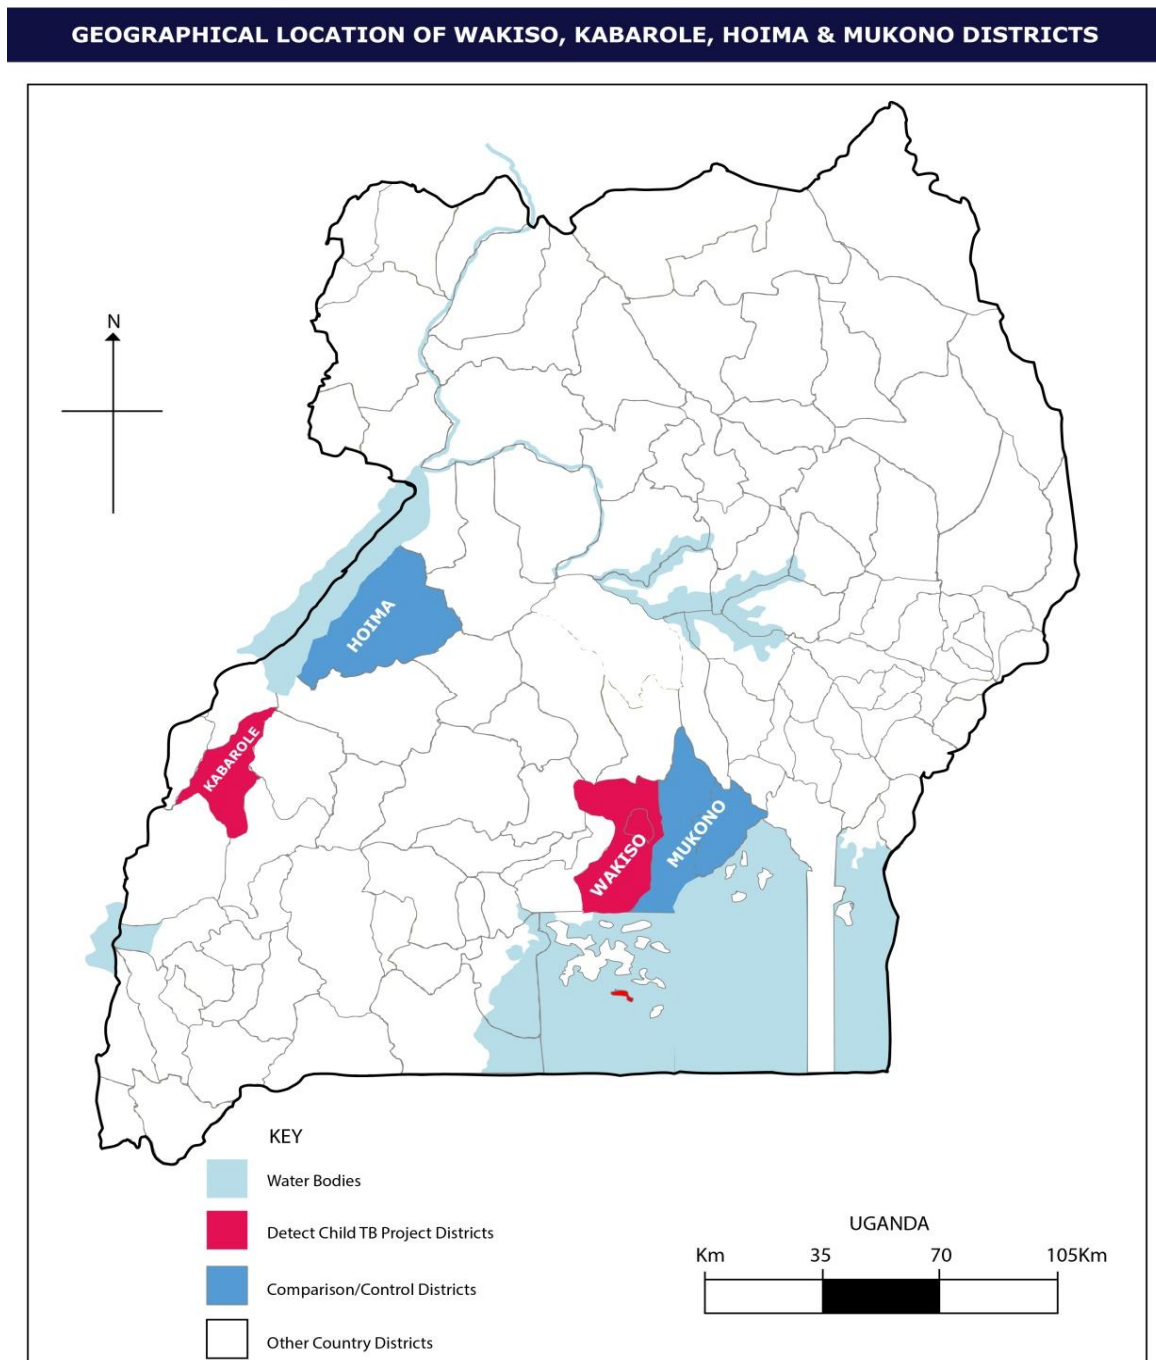 GEOGRAPHICAL LOCATION OF WAKISO, KABAROLE, HOIMA & MUKONO DISTRICTS
N
HOIMA
KABAROLE
WAKISO
MUKONO
KEY
Water Bodies
Detect Child TB Project Districts
Comparison/Control Districts
Other Country Districts
UGANDA
Km 35 70 105Km